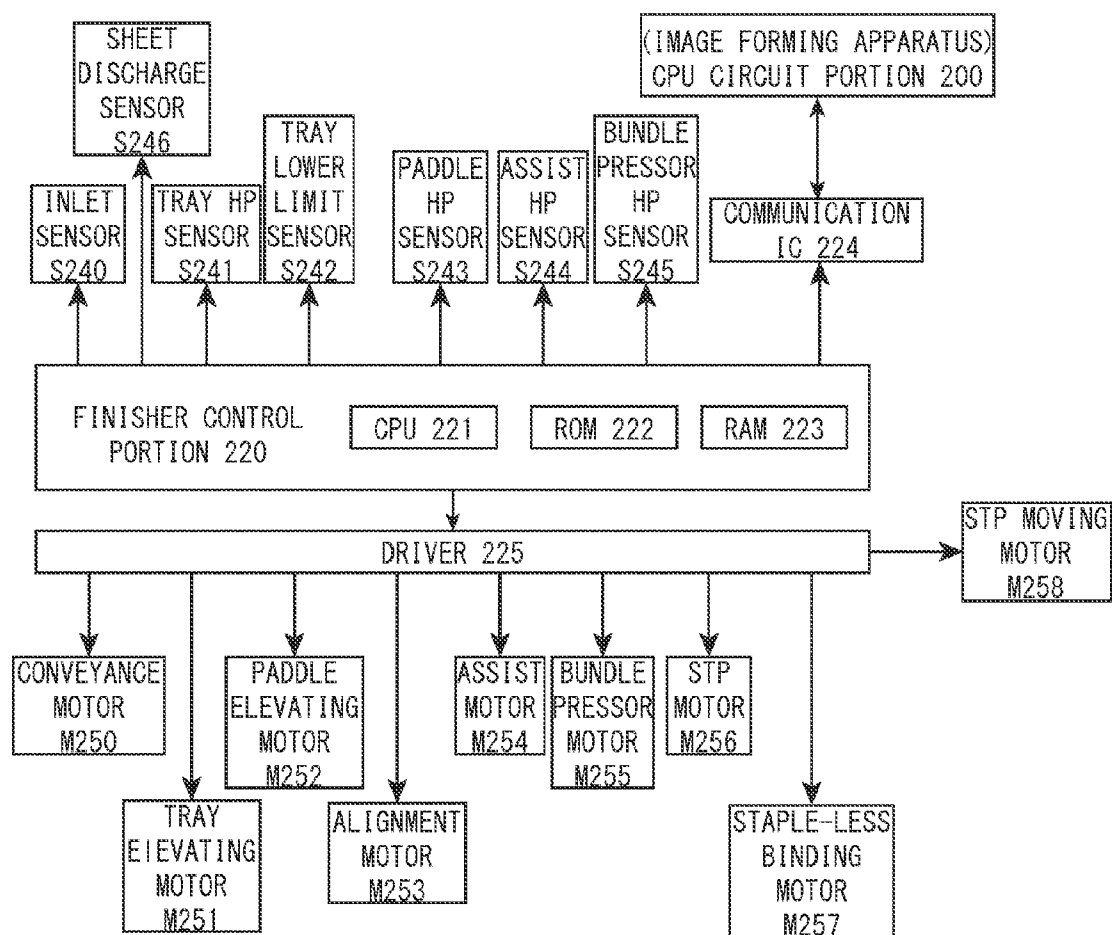 SHEET
DISCHARGE
SENSOR
S246
(IMAGE FORMING APPARATUS)
CPU CIRCUIT PORTION 200
INLET
SENSOR
S240
TRAY HP
SENSOR
S241
TRAY
LOWER
LIMIT
SENSOR
S242
PADDLE
HP
SENSOR
S243
ASSIST
HP
SENSOR
S244
BUNDLE
PRESSOR
HP
SENSOR
S245
COMMUNICATION
IC 224
FINISHER CONTROL
PORTION 220
CPU 221
ROM 222
RAM 223
DRIVER 225
STP MOVING
MOTOR
M258
CONVEYANCE
MOTOR
M250
TRAY
ElEVATING
MOTOR
M251
PADDLE
ELEVATING
MOTOR
M252
ALIGNMENT
MOTOR
M253
ASSIST
MOTOR
M254
BUNDLE
PRESSOR
MOTOR
M255
STP
MOTOR
M256
STAPLE-LESS
BINDING
MOTOR
M257